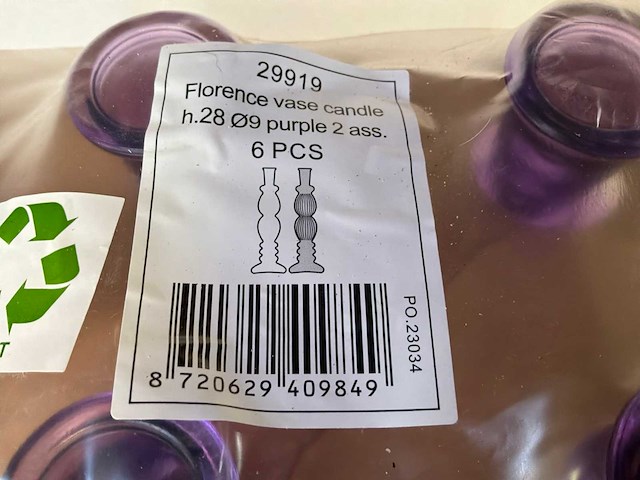 29919
Florence vase candle
h.28 Ø9 purple 2 ass.
6 PCS
PO.23034
8 720629 409849